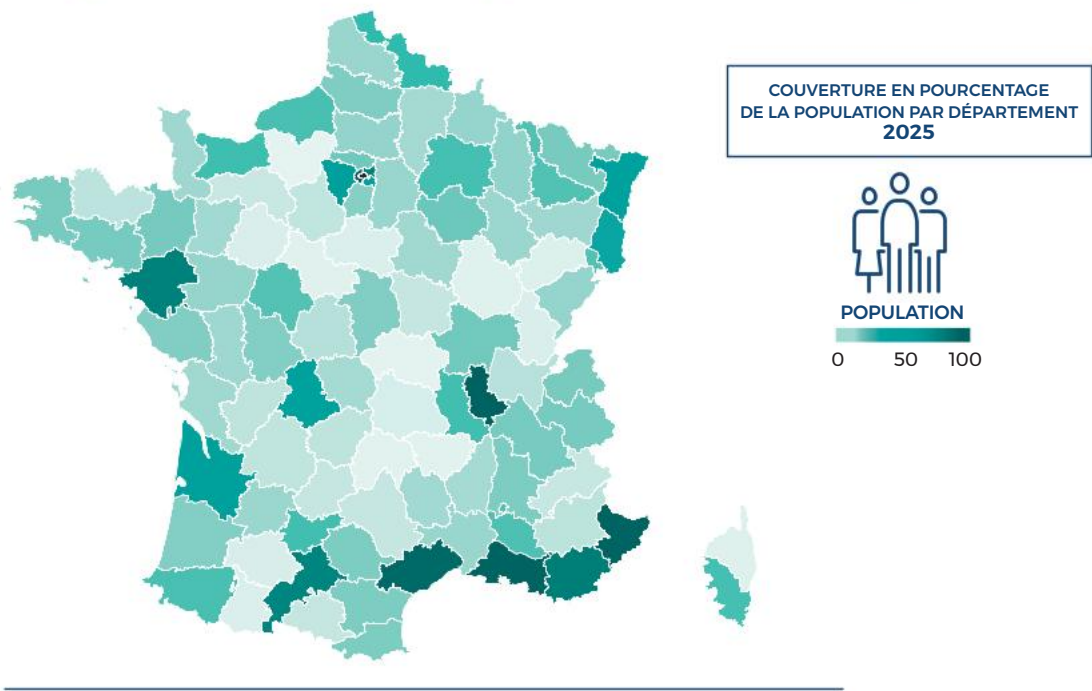 COUVERTURE EN POURCENTAGE
DE LA POPULATION PAR DÉPARTEMENT
2025
POPULATION
0 50 100